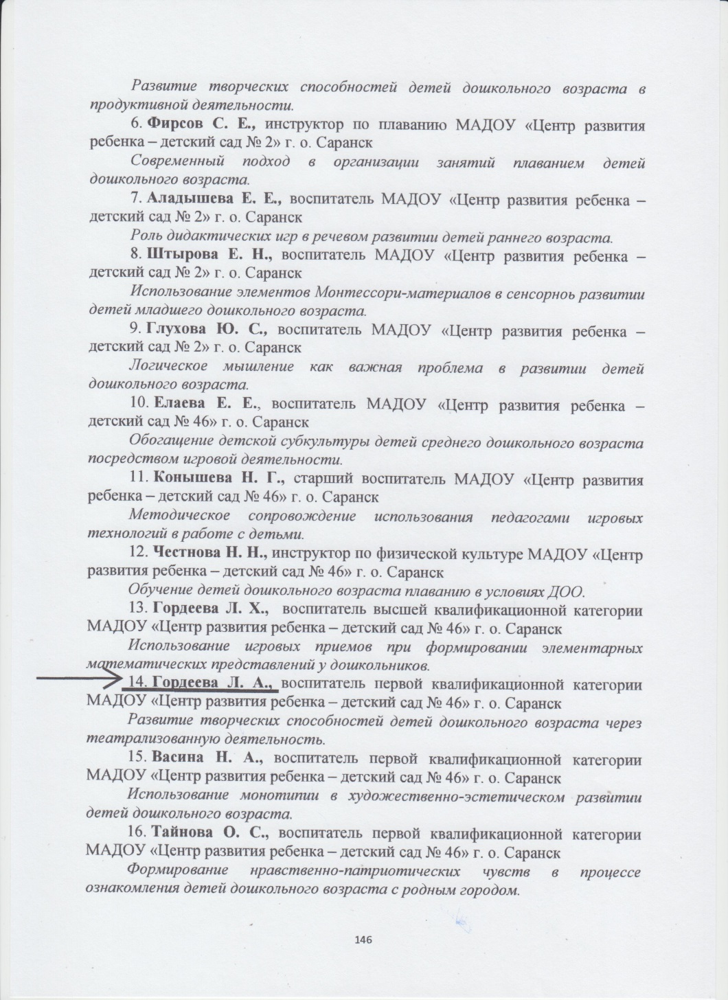 Развитие творческих способностей детей дошкольного возраста в
продуктивной деятельности.
6. Фирсов С. Е., инструктор по плаванию МАДОУ «Центр развития
ребенка – детский сад № 2» г. о. Саранск
Современный подход в организации занятий плаванием детей
дошкольного возраста.
7. Аладышева Е. Е., воспитатель МАДОУ «Центр развития ребенка –
детский сад № 2» г. о. Саранск
Роль дидактических игр в речевом развитии детей раннего возраста.
8. Штырова Е. Н., воспитатель МАДОУ «Центр развития ребенка –
детский сад № 2» г. о. Саранск
Использование элементов Монтессори-материалов в сенсорноь развитии
детей младшего дошкольного возраста.
9. Глухова Ю. С., воспитатель МАДОУ «Центр развития ребенка –
детский сад № 2» г. о. Саранск
Логическое мышление как важная проблема в развитии детей
дошкольного возраста.
10. Елаева Е. Е., воспитатель МАДОУ «Центр развития ребенка –
детский сад № 46» г. о. Саранск
Обогащение детской субкультуры детей среднего дошкольного возраста
посредством игровой деятельности.
11. Конышева Н. Г., старший воспитатель МАДОУ «Центр развития
ребенка – детский сад № 46» г. о. Саранск
Методическое сопровождение использования педагогами игровых
технологий в работе с детьми.
12. Честнова Н. Н., инструктор по физической культуре МАДОУ «Центр
развития ребенка – детский сад № 46» г. о. Саранск
Обучение детей дошкольного возраста плаванию в условиях ДОО.
13. Гордеева Л. Х., воспитатель высшей квалификационной категории
МАДОУ «Центр развития ребенка – детский сад № 46» г. о. Саранск
Использование игровых приемов при формировании элементарных
математических представлений у дошкольников.
14. Гордеева Л. А., воспитатель первой квалификационной категории
МАДОУ «Центр развития ребенка – детский сад № 46» г. о. Саранск
Развитие творческих способностей детей дошкольного возраста через
театрализованную деятельность.
15. Васина Н. А., воспитатель первой квалификационной категории
МАДОУ «Центр развития ребенка – детский сад № 46» г. о. Саранск
Использование монотипии в художественно-эстетическом развитии
детей дошкольного возраста.
16. Тайнова О. С., воспитатель первой квалификационной категории
МАДОУ «Центр развития ребенка – детский сад № 46» г. о. Саранск
Формирование нравственно-патриотических чувств в процессе
ознакомления детей дошкольного возраста с родным городом.
146